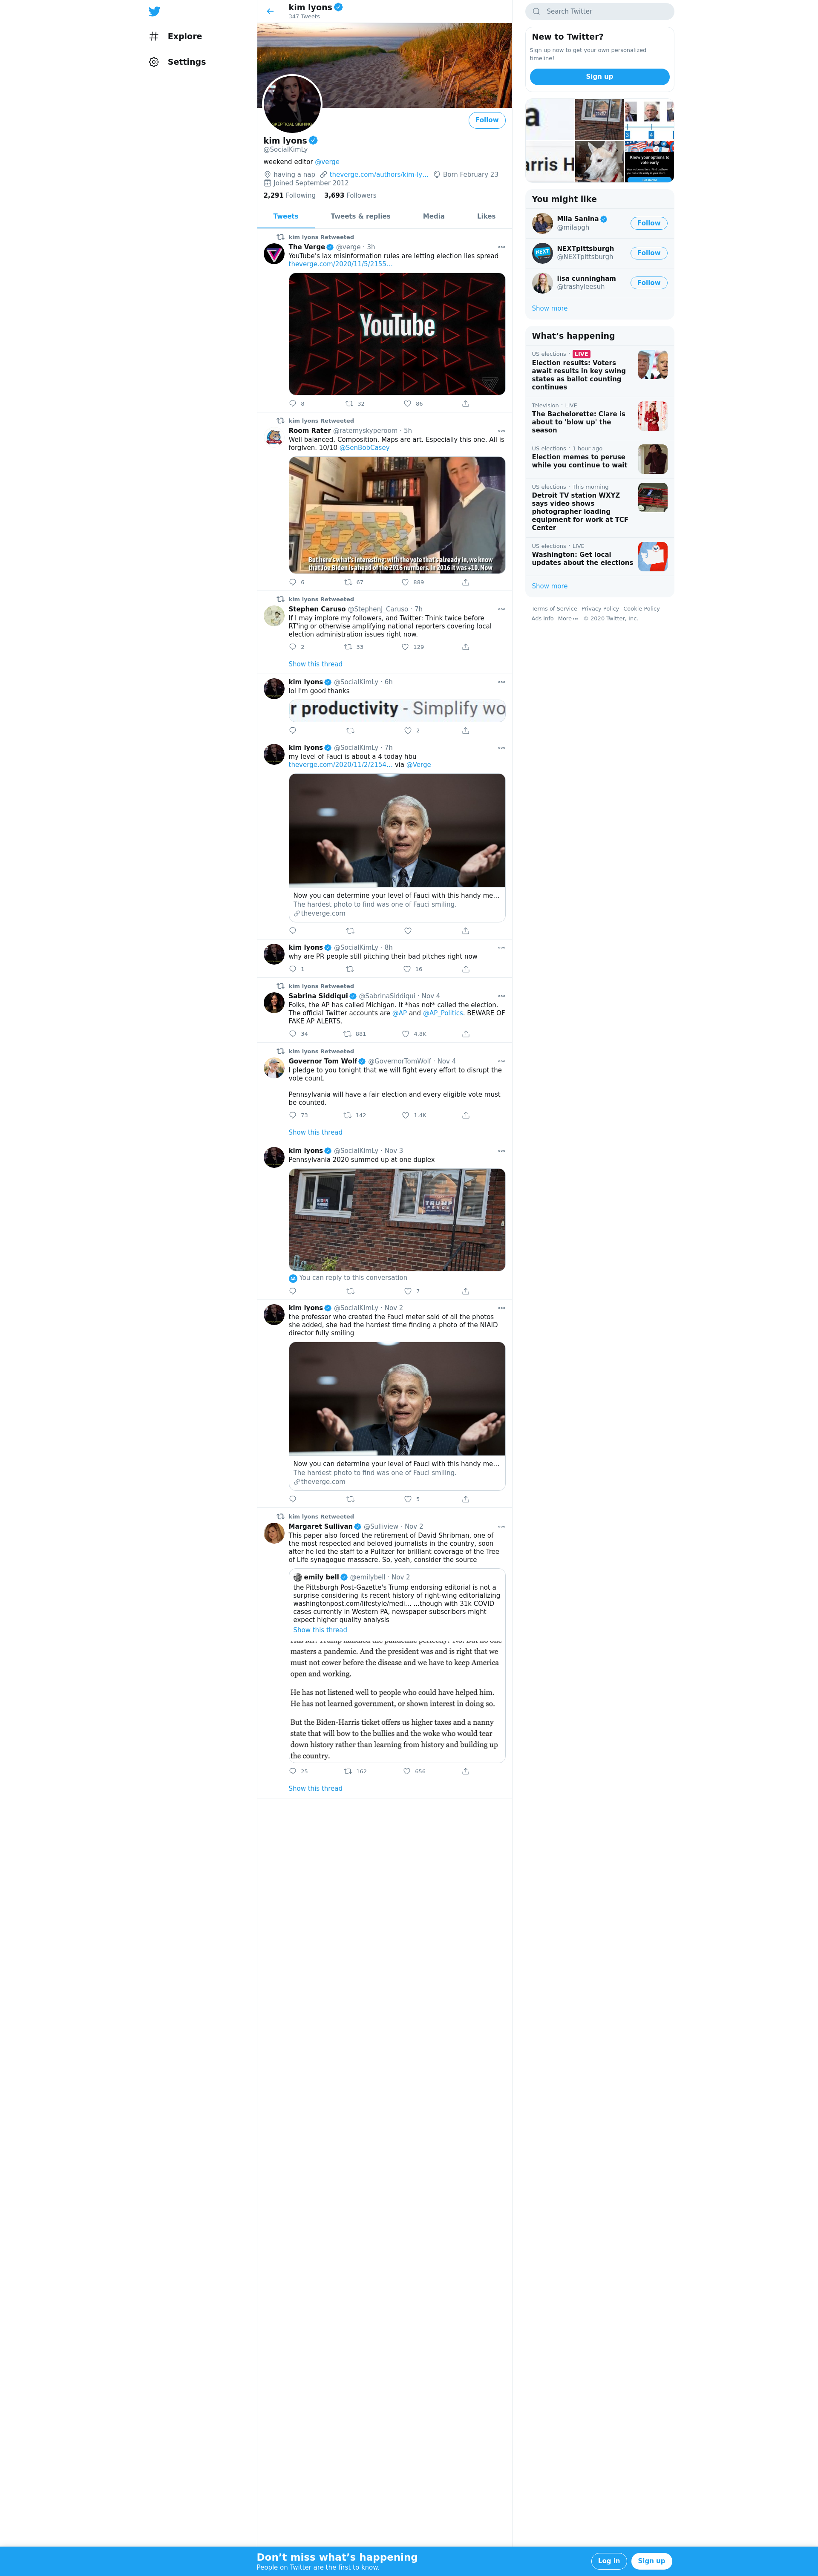 Explore
Settings
kim lyons
347 Tweets
SKEPTICAL SIGHING
Follow
kim lyons
@SocialKimLy
weekend editor @verge
having a nap theverge.com/authors/kim-ly… Born February 23
Joined September 2012
2,291 Following 3,693 Followers
Tweets Tweets & replies Media Likes
kim lyons Retweeted
The Verge @verge · 3h
YouTube’s lax misinformation rules are letting election lies spread
theverge.com/2020/11/5/2155…
YouTube
8 32 86
kim lyons Retweeted
Room Rater @ratemyskyperoom · 5h
Well balanced. Composition. Maps are art. Especially this one. All is
forgiven. 10/10 @SenBobCasey
But here's what's interesting: with the vote that's already in, we know
that Joe Biden is ahead of the 2016 numbers. In 2016 it was +10. Now
6 67 889
kim lyons Retweeted
Stephen Caruso @StephenJ_Caruso · 7h
If I may implore my followers, and Twitter: Think twice before
RT'ing or otherwise amplifying national reporters covering local
election administration issues right now.
2 33 129
Show this thread
kim lyons @SocialKimLy · 6h
lol I'm good thanks
r productivity - Simplify wo
2
kim lyons @SocialKimLy · 7h
my level of Fauci is about a 4 today hbu
theverge.com/2020/11/2/2154… via @Verge
Now you can determine your level of Fauci with this handy me…
The hardest photo to find was one of Fauci smiling.
theverge.com
kim lyons @SocialKimLy · 8h
why are PR people still pitching their bad pitches right now
1 16
kim lyons Retweeted
Sabrina Siddiqui @SabrinaSiddiqui · Nov 4
Folks, the AP has called Michigan. It *has not* called the election.
The official Twitter accounts are @AP and @AP_Politics. BEWARE OF
FAKE AP ALERTS.
34 881 4.8K
kim lyons Retweeted
Governor Tom Wolf @GovernorTomWolf · Nov 4
I pledge to you tonight that we will fight every effort to disrupt the
vote count.
Pennsylvania will have a fair election and every eligible vote must
be counted.
73 142 1.4K
Show this thread
kim lyons @SocialKimLy · Nov 3
Pennsylvania 2020 summed up at one duplex
BIDEN
TRUMP
PENCE
You can reply to this conversation
7
kim lyons @SocialKimLy · Nov 2
the professor who created the Fauci meter said of all the photos
she added, she had the hardest time finding a photo of the NIAID
director fully smiling
Now you can determine your level of Fauci with this handy me…
The hardest photo to find was one of Fauci smiling.
theverge.com
5
kim lyons Retweeted
Margaret Sullivan @Sulliview · Nov 2
This paper also forced the retirement of David Shribman, one of
the most respected and beloved journalists in the country, soon
after he led the staff to a Pulitzer for brilliant coverage of the Tree
of Life synagogue massacre. So, yeah, consider the source
emily bell @emilybell · Nov 2
the Pittsburgh Post-Gazette's Trump endorsing editorial is not a
surprise considering its recent history of right-wing editorializing
washingtonpost.com/lifestyle/medi… ...though with 31k COVID
cases currently in Western PA, newspaper subscribers might
expect higher quality analysis
Show this thread
Has Mr. Trump handled the pandemic perfectly? No. But no one
masters a pandemic. And the president was and is right that we
must not cower before the disease and we have to keep America
open and working.
He has not listened well to people who could have helped him.
He has not learned government, or shown interest in doing so.
But the Biden-Harris ticket offers us higher taxes and a nanny
state that will bow to the bullies and the woke who would tear
down history rather than learning from history and building up
the country.
25 162 656
Show this thread
Search Twitter
New to Twitter?
Sign up now to get your own personalized
timeline!
Sign up
a
arris H
2 4
Know your options to
vote early
You might like
Mila Sanina
@milapgh
Follow
NEXT
NEXTpittsburgh
@NEXTpittsburgh
Follow
lisa cunningham
@trashyleesuh
Follow
Show more
What’s happening
US elections · LIVE
Election results: Voters
await results in key swing
states as ballot counting
continues
Television · LIVE
The Bachelorette: Clare is
about to 'blow up' the
season
US elections · 1 hour ago
Election memes to peruse
while you continue to wait
US elections · This morning
Detroit TV station WXYZ
says video shows
photographer loading
equipment for work at TCF
Center
US elections · LIVE
Washington: Get local
updates about the elections
Show more
Terms of Service Privacy Policy Cookie Policy
Ads info More © 2020 Twitter, Inc.
Don’t miss what’s happening
People on Twitter are the first to know.
Log in
Sign up